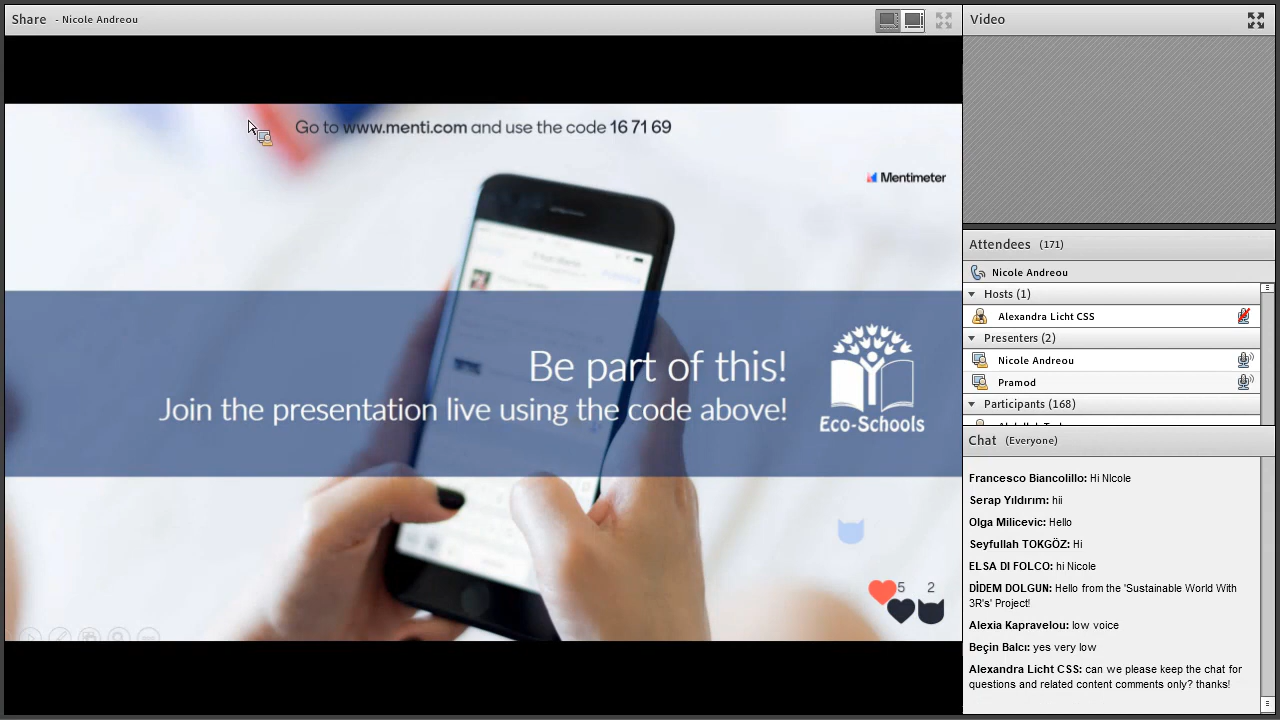 Share - Nicole Andreou
Go to www.menti.com and use the code 16 71 69
Mentimeter
Be part of this!
Join the presentation live using the code above!
Eco-Schools
5 2
Video
Attendees (171)
Nicole Andreou
Hosts (1)
Alexandra Licht CSS
Presenters (2)
Nicole Andreou
Pramod
Participants (168)
Chat (Everyone)
Francesco Biancolillo: Hi NIcole
Serap Yıldırım: hii
Olga Milicevic: Hello
Seyfullah TOKGÖZ: Hi
ELSA DI FOLCO: hi Nicole
DİDEM DOLGUN: Hello from the 'Sustainable World With
3R's' Project!
Alexia Kapravelou: low voice
Beçin Balcı: yes very low
Alexandra Licht CSS: can we please keep the chat for
questions and related content comments only? thanks!